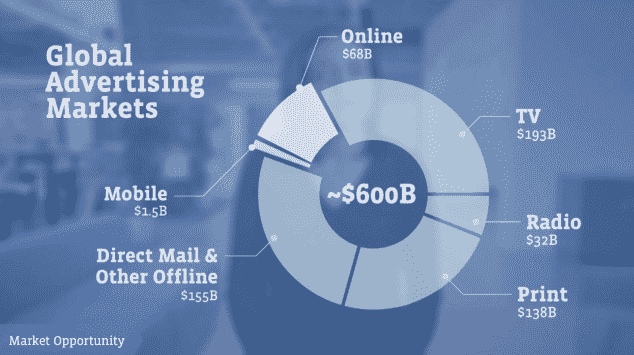 Global
Advertising
Markets
Online
$68B
TV
$193B
Mobile
$1.5B
~$600B
Radio
$32B
Direct Mail &
Other Offline
$155B
Print
$138B
Market Opportunity